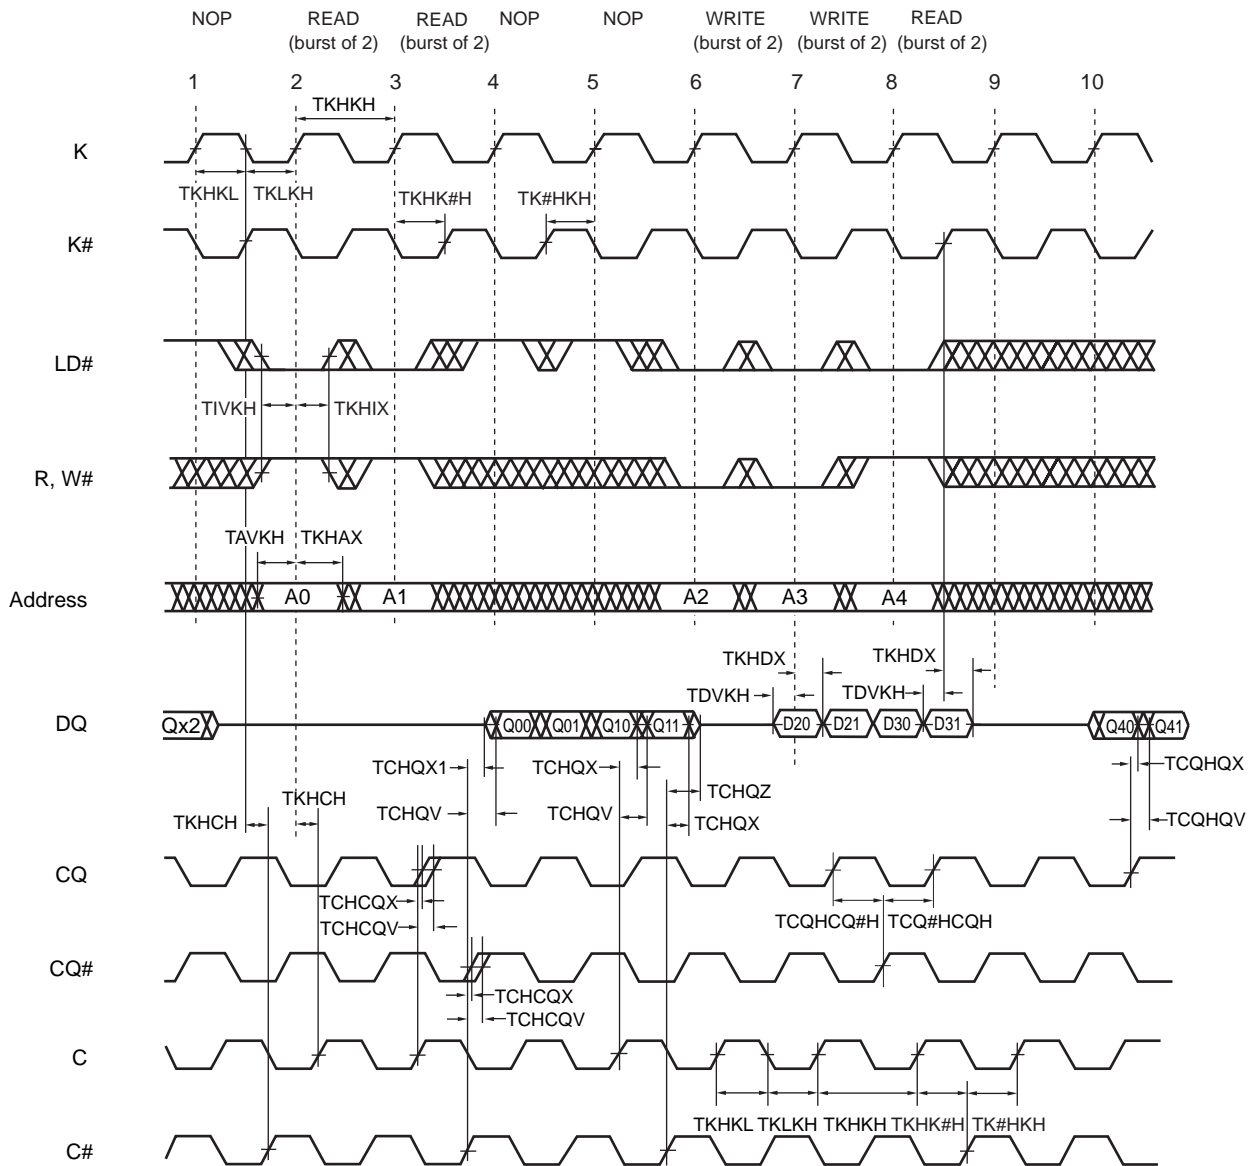 NOP READ READ NOP NOP WRITE WRITE READ
(burst of 2) (burst of 2) (burst of 2) (burst of 2) (burst of 2)
1 2 3 4 5 6 7 8 9 10
TKHKH
K
TKHKL TKLKH TKHK#H TK#HKH
K#
LD#
TIVKH TKHIX
R, W#
TAVKH TKHAX
Address A0 A1 A2 A3 A4
TKHDX TKHDX
TDVKH TDVKH
DQ Qx2 Q00 Q01 Q10 Q11 D20 D21 D30 D31 Q40 Q41
TCHQX1 TCHQX TCQHQX
TCHQZ
TKHCH TKHCH TCHQV TCHQV TCHQX TCQHQV
CQ
TCHCQX
TCHCQV TCQHCQ#H TCQ#HCQH
CQ#
TCHCQX
TCHCQV
C
TKHKL TKLKH TKHKH TKHK#H TK#HKH
C#